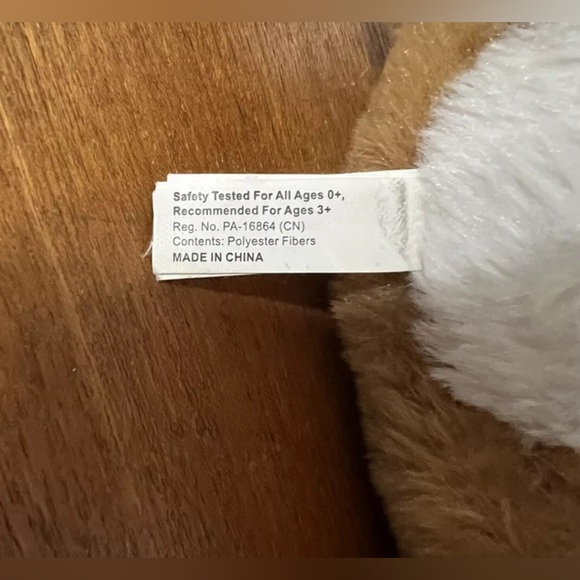 Safety Tested For All Ages 0+,
Recommended For Ages 3+
Reg. No. PA-16864 (CN)
Contents: Polyester Fibers
MADE IN CHINA